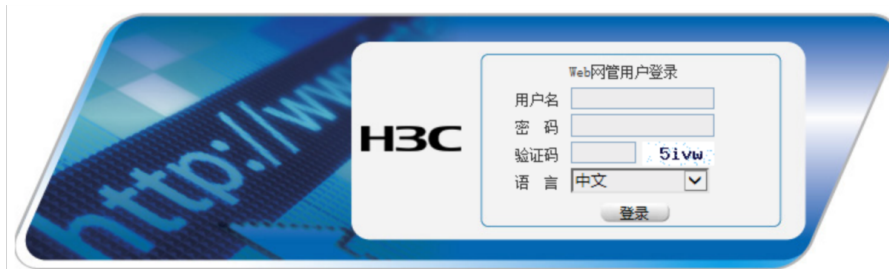 http://ww
H3C
Web网管用户登录
用户名
密 码
验证码 5ivw
语 言 中文
登录